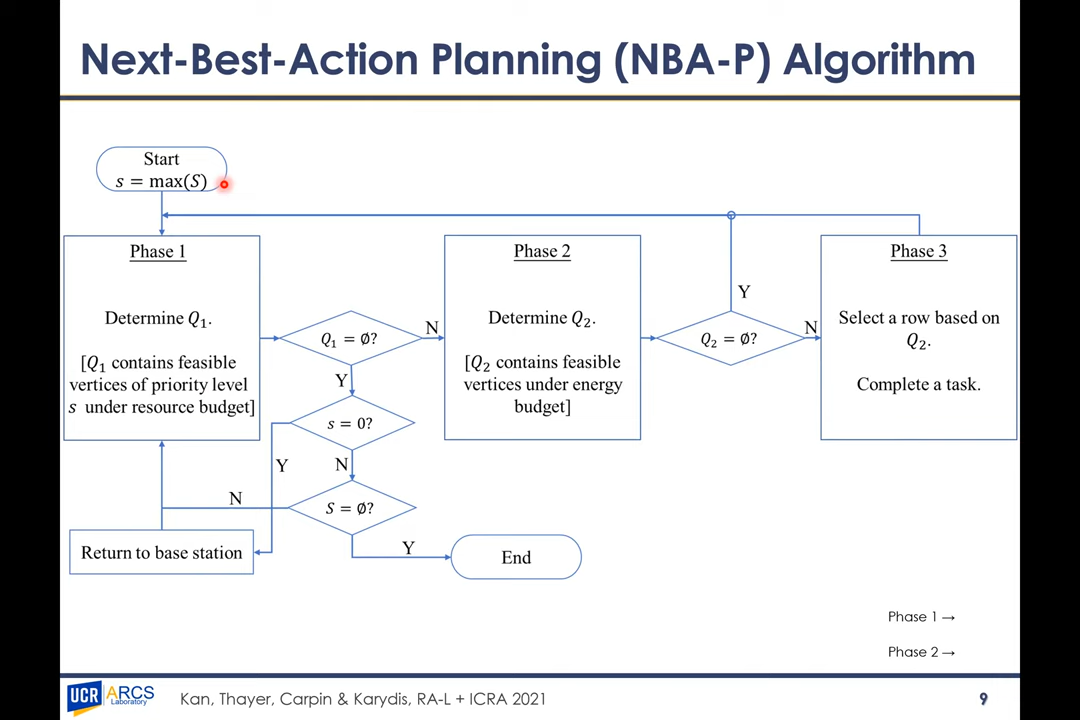 Next-Best-Action Planning (NBA-P) Algorithm
Start
s = max(S)
Phase 1
Determine Q₁.
[Q₁ contains feasible
vertices of priority level
s under resource budget]
Q₁ = ∅?
N
Y
s = 0?
Y
N
S = ∅?
N
Y
Return to base station
End
Phase 2
Determine Q₂.
[Q₂ contains feasible
vertices under energy
budget]
Q₂ = ∅?
Y
N
Phase 3
Select a row based on
Q₂.
Complete a task.
Phase 1 →
Phase 2 →
UCR ARCS
Laboratory
Kan, Thayer, Carpin & Karydis, RA-L + ICRA 2021
9